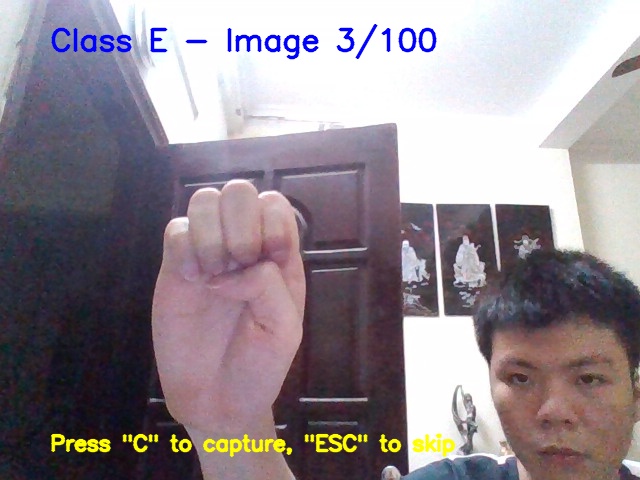 Class E - Image 3/100
Press "C" to capture, "ESC" to skip